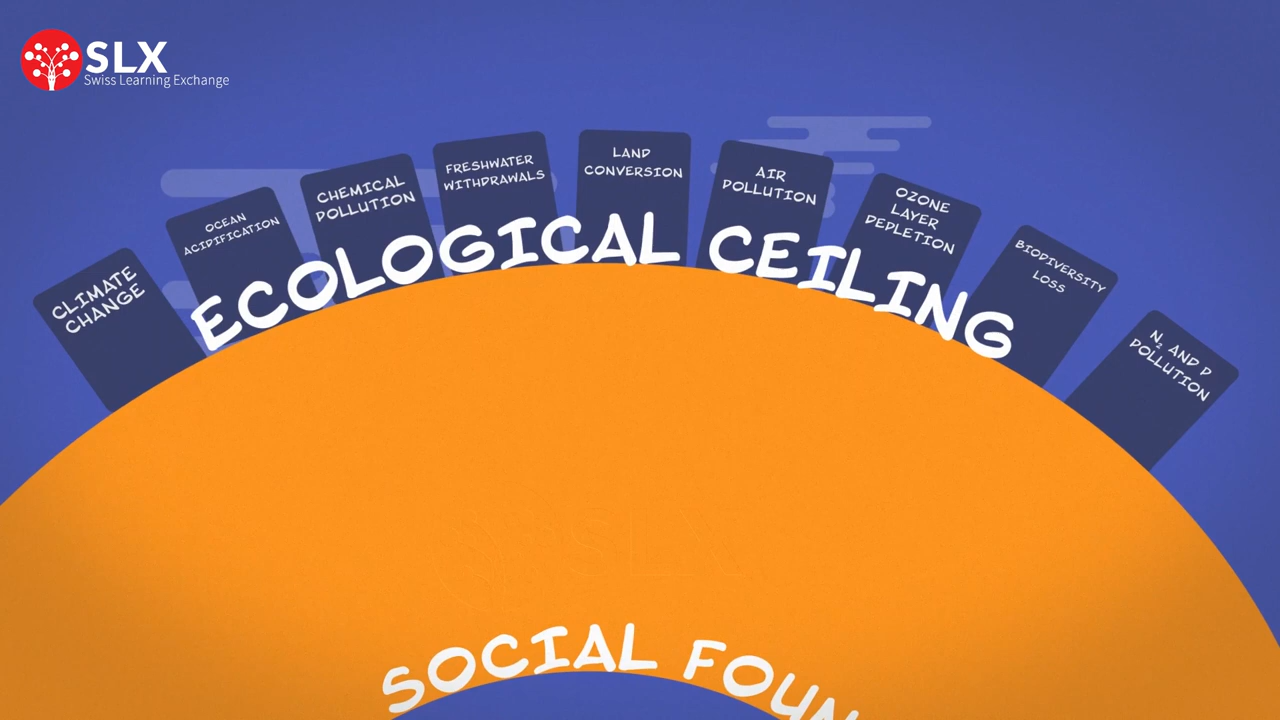 SLX
Swiss Learning Exchange
CLIMATE
CHANGE
OCEAN
ACIDIFICATION
CHEMICAL
POLLUTION
FRESHWATER
WITHDRAWALS
LAND
CONVERSION
AIR
POLLUTION
OZONE
LAYER
DEPLETION
BIODIVERSITY
LOSS
N₂ AND P
POLLUTION
ECOLOGICAL CEILING
SOCIAL FOUN